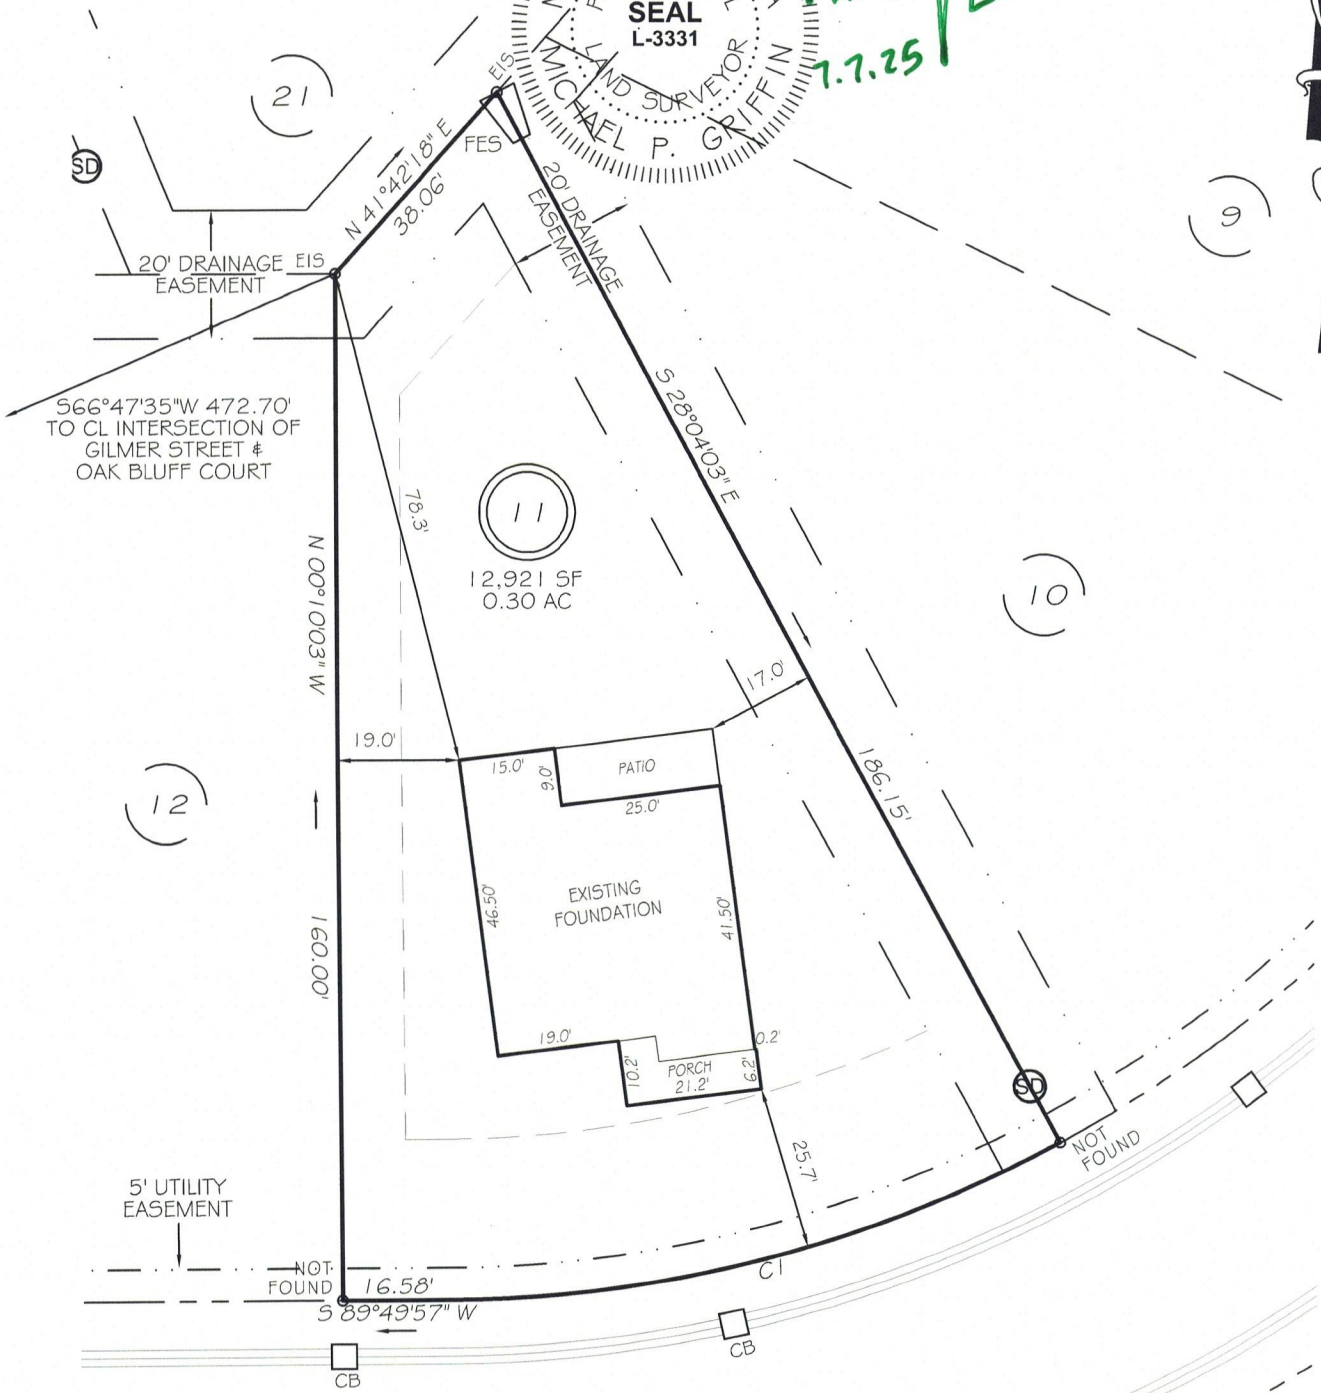 SEAL
L-3331
LAND SURVEYOR
MICHAEL P. GRIFFIN
7.7.25
21
EIS
FES
SD
N 41°42'18" E
38.06'
20' DRAINAGE
EASEMENT
9
20' DRAINAGE
EASEMENT
EIS
S66°47'35"W 472.70'
TO CL INTERSECTION OF
GILMER STREET &
OAK BLUFF COURT
S 28°04'03" E
78.3'
11
12,921 SF
0.30 AC
N 00°10'03" W
10
17.0'
19.0'
15.0'
9.0'
PATIO
25.0'
186.15'
12
EXISTING
FOUNDATION
46.50'
41.50'
160.00'
19.0'
10.2'
PORCH
21.2'
6.2'
0.2'
SD
NOT
FOUND
25.7'
5' UTILITY
EASEMENT
NOT
FOUND
16.58'
S 89°49'57" W
C1
CB
CB